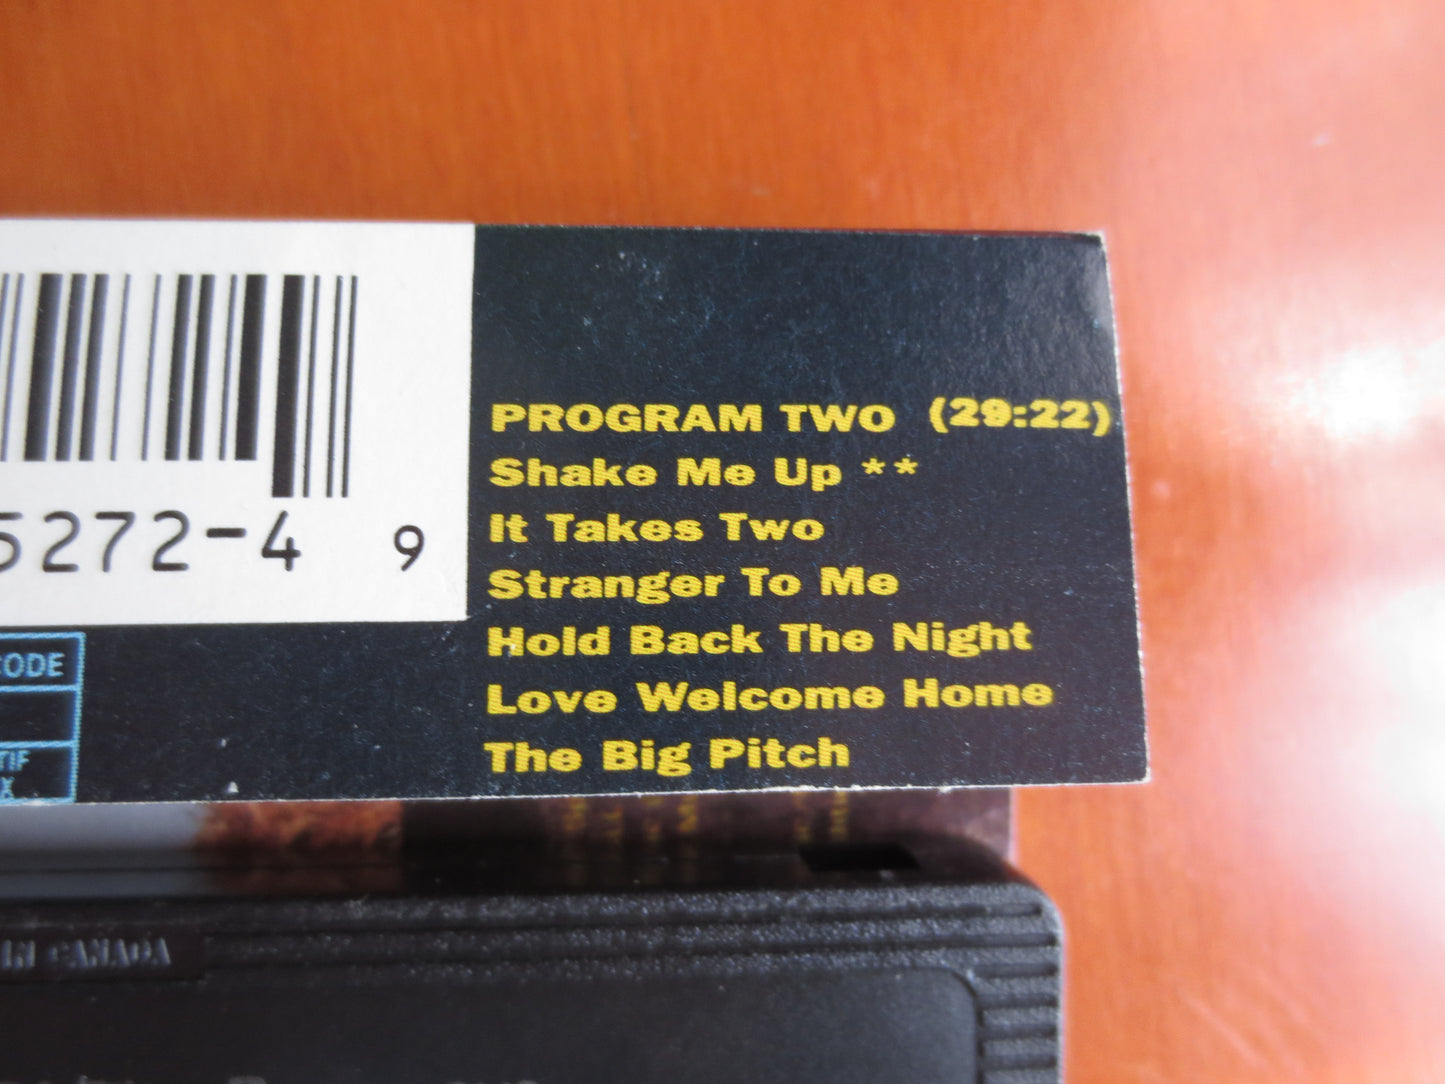 PROGRAM TWO (29:22)
Shake Me Up **
It Takes Two
Stranger To Me
Hold Back The Night
Love Welcome Home
The Big Pitch
5272-4 9
CODE
TIF
X
IN CANADA